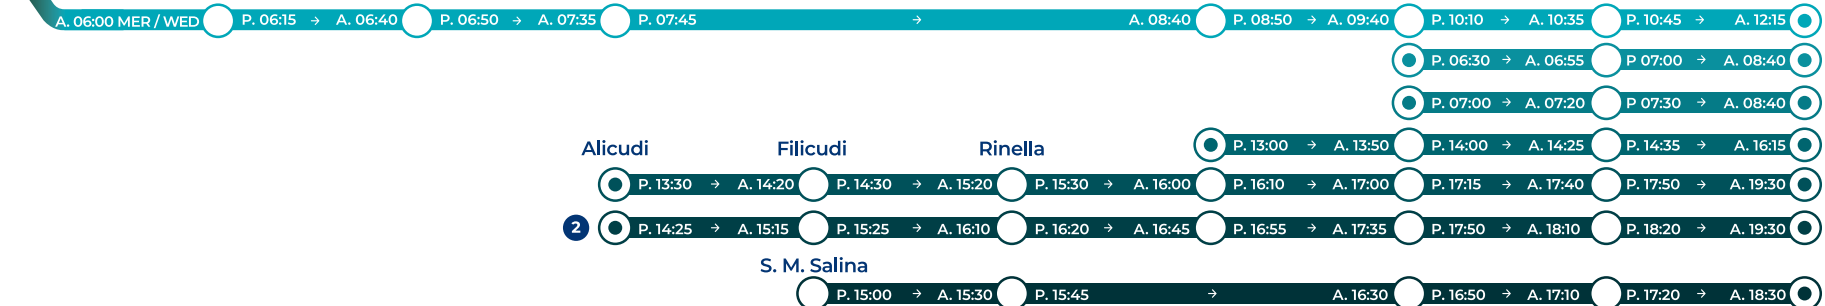 A. 06:00 MER / WED P. 06:15 → A. 06:40 P. 06:50 → A. 07:35 P. 07:45 → A. 08:40 P. 08:50 → A. 09:40 P. 10:10 → A. 10:35 P. 10:45 → A. 12:15
P. 06:30 → A. 06:55 P 07:00 → A. 08:40
P. 07:00 → A. 07:20 P 07:30 → A. 08:40
P. 13:00 → A. 13:50 P. 14:00 → A. 14:25 P. 14:35 → A. 16:15
Alicudi Filicudi Rinella
P. 13:30 → A. 14:20 P. 14:30 → A. 15:20 P. 15:30 → A. 16:00 P. 16:10 → A. 17:00 P. 17:15 → A. 17:40 P. 17:50 → A. 19:30
2 P. 14:25 → A. 15:15 P. 15:25 → A. 16:10 P. 16:20 → A. 16:45 P. 16:55 → A. 17:35 P. 17:50 → A. 18:10 P. 18:20 → A. 19:30
S. M. Salina
P. 15:00 → A. 15:30 P. 15:45 → A. 16:30 P. 16:50 → A. 17:10 P. 17:20 → A. 18:30